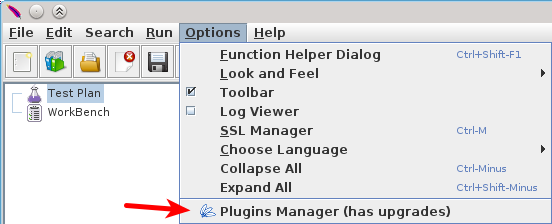 File Edit Search Run Options Help
Function Helper Dialog Ctrl+Shift-F1
Look and Feel
Test Plan
Toolbar
WorkBench
Log Viewer
SSL Manager Ctrl-M
Choose Language
Collapse All Ctrl-Minus
Expand All Ctrl+Shift-Minus
Plugins Manager (has upgrades)